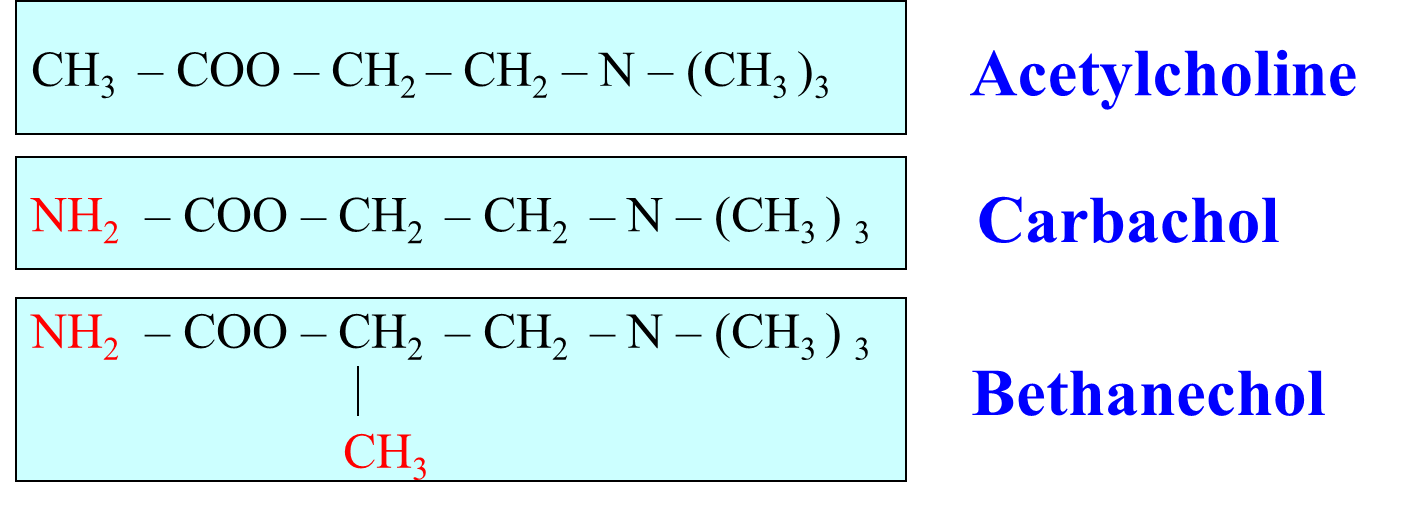 CH₃ – COO – CH₂ – CH₂ – N – (CH₃ )₃ Acetylcholine
NH₂ – COO – CH₂ – CH₂ – N – (CH₃ ) ₃ Carbachol
NH₂ – COO – CH₂ – CH₂ – N – (CH₃ ) ₃
|
Bethanechol
CH₃